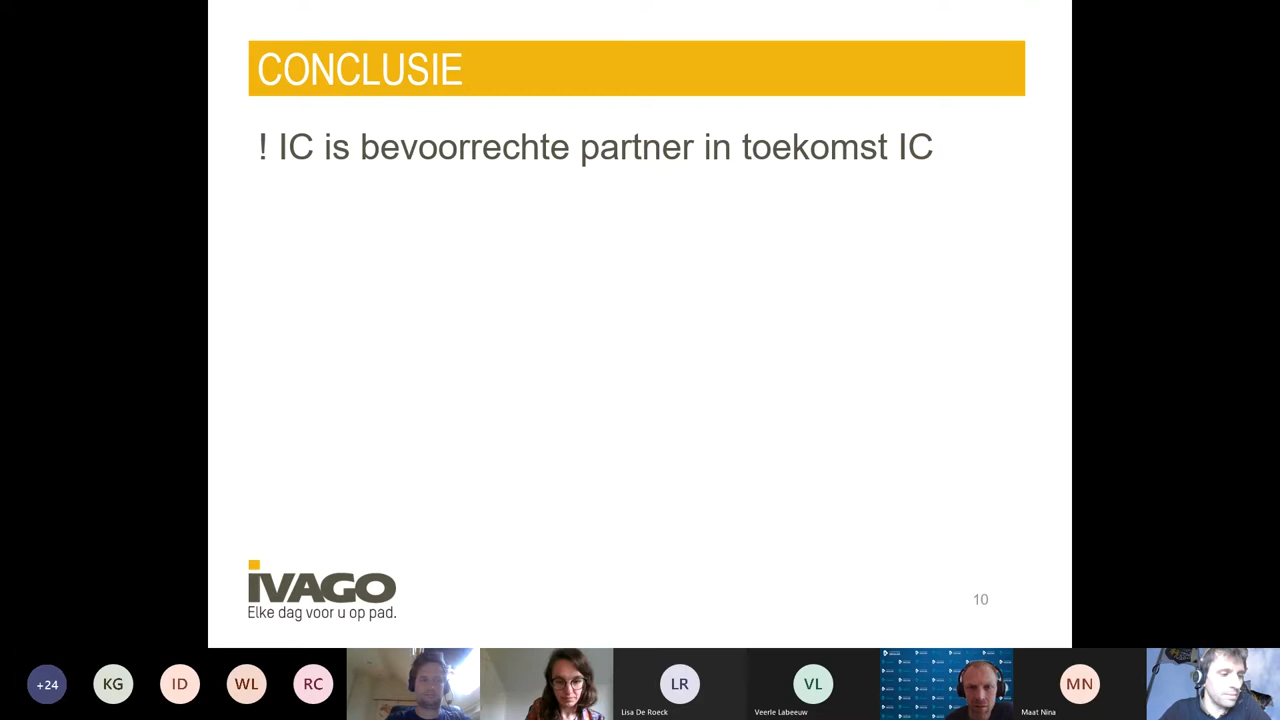 CONCLUSIE
! IC is bevoorrechte partner in toekomst IC
iVAGO
Elke dag voor u op pad.
10
+24
KG
ID
WL
RC
LR
Lisa De Roeck
VL
Veerle Labeeuw
MN
Maat Nina